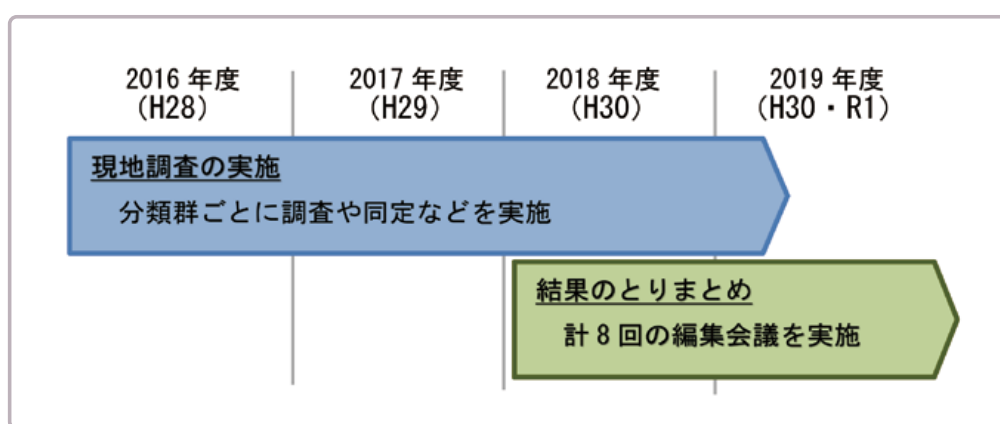 2016 年度
(H28)
2017 年度
(H29)
2018 年度
(H30)
2019 年度
(H30・R1)
現地調査の実施
分類群ごとに調査や同定などを実施
結果のとりまとめ
計 8 回の編集会議を実施